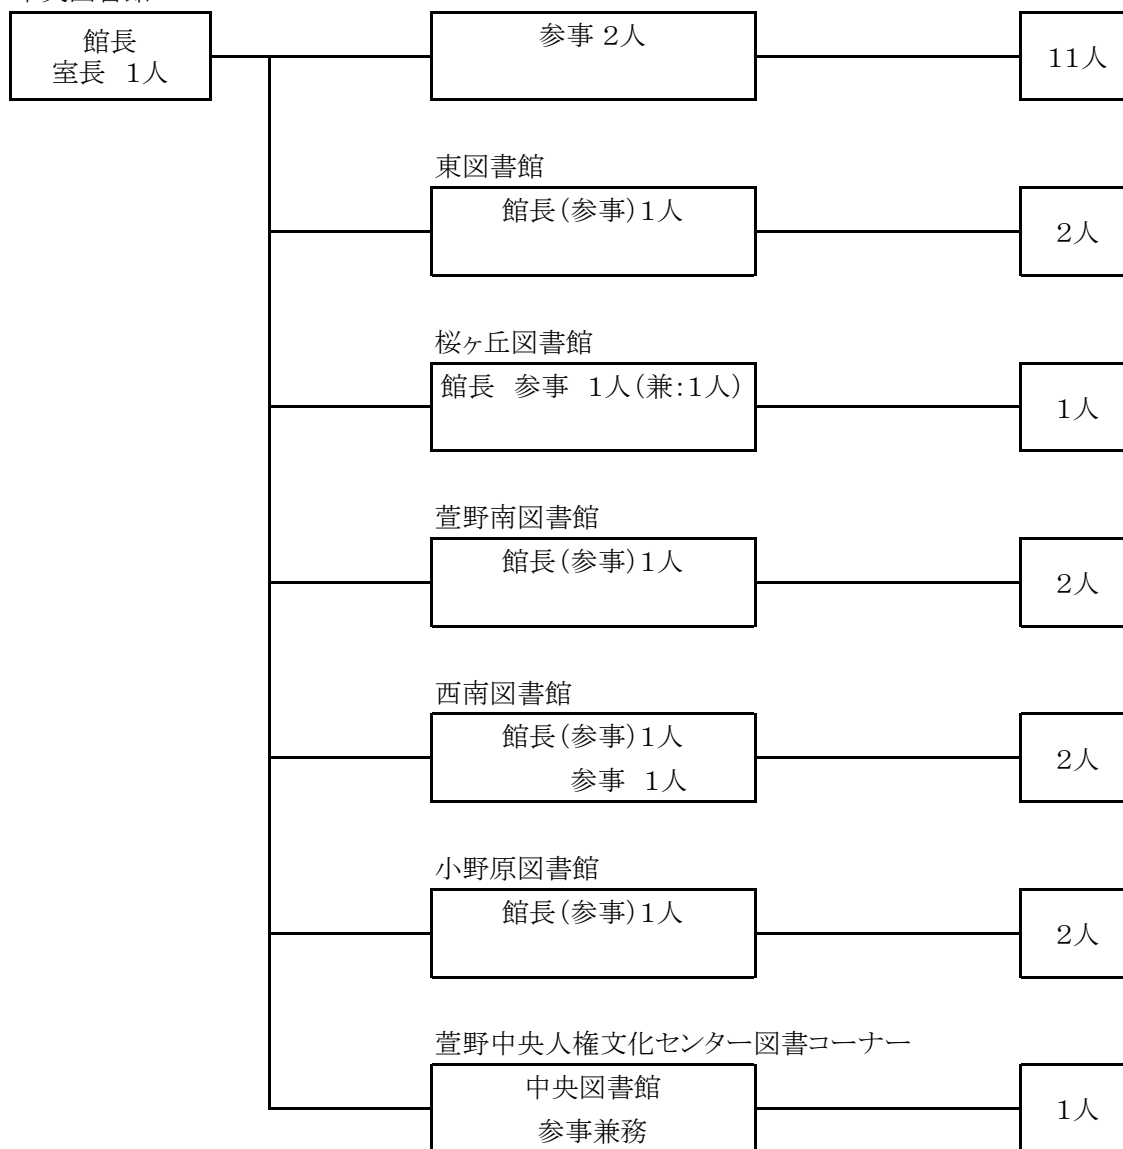 館長
室長 1人
参事 2人
11人
東図書館
館長(参事)1人
2人
桜ヶ丘図書館
館長 参事 1人(兼:1人)
1人
萱野南図書館
館長(参事)1人
2人
西南図書館
館長(参事)1人
参事 1人
2人
小野原図書館
館長(参事)1人
2人
萱野中央人権文化センター図書コーナー
中央図書館
参事兼務
1人